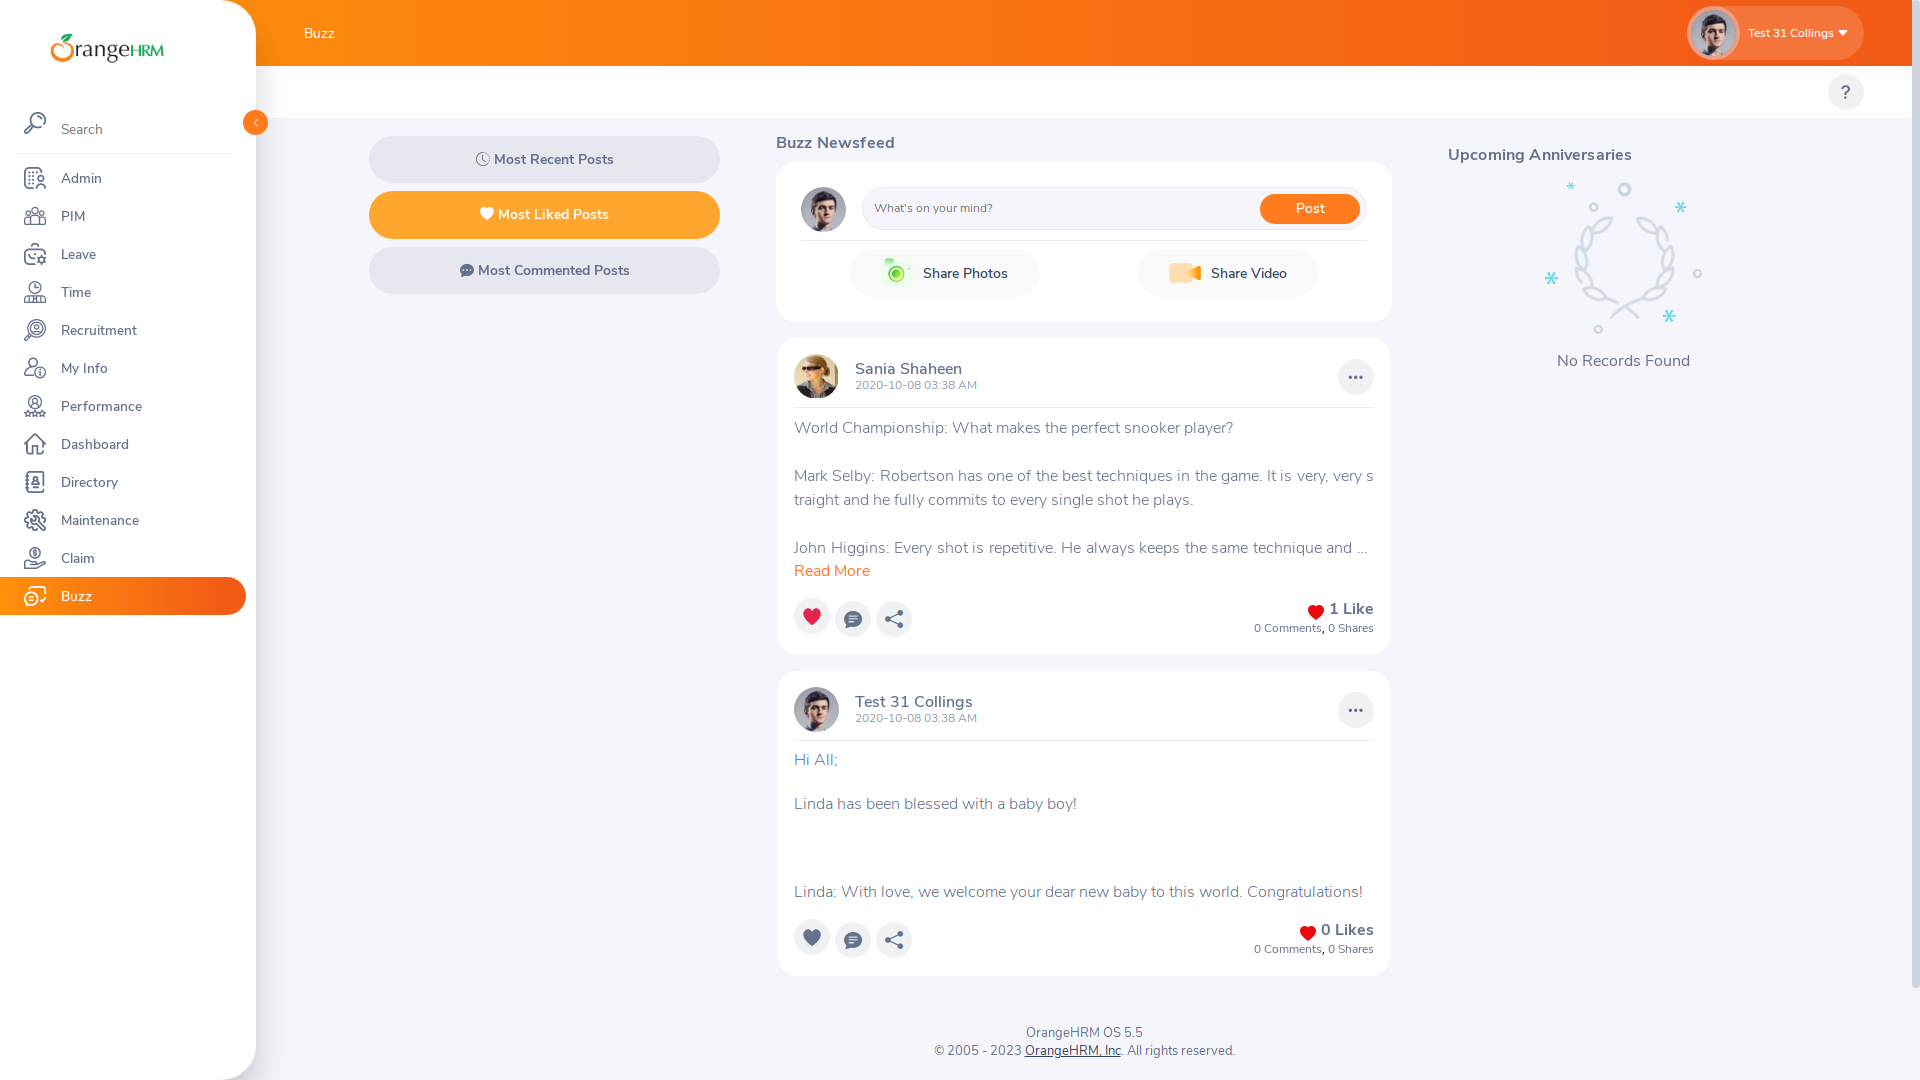 OrangeHRM
Search
Admin
PIM
Leave
Time
Recruitment
My Info
Performance
Dashboard
Directory
Maintenance
Claim
Buzz
Buzz
Test 31 Collings
?
Most Recent Posts
Most Liked Posts
Most Commented Posts
Buzz Newsfeed
What's on your mind?
Post
Share Photos
Share Video
Sania Shaheen
2020-10-08 03:38 AM
World Championship: What makes the perfect snooker player?
Mark Selby: Robertson has one of the best techniques in the game. It is very, very s
traight and he fully commits to every single shot he plays.
John Higgins: Every shot is repetitive. He always keeps the same technique and ...
Read More
1 Like
0 Comments, 0 Shares
Test 31 Collings
2020-10-08 03:38 AM
Hi All;
Linda has been blessed with a baby boy!
Linda: With love, we welcome your dear new baby to this world. Congratulations!
0 Likes
0 Comments, 0 Shares
Upcoming Anniversaries
No Records Found
OrangeHRM OS 5.5
© 2005 - 2023 OrangeHRM, Inc. All rights reserved.